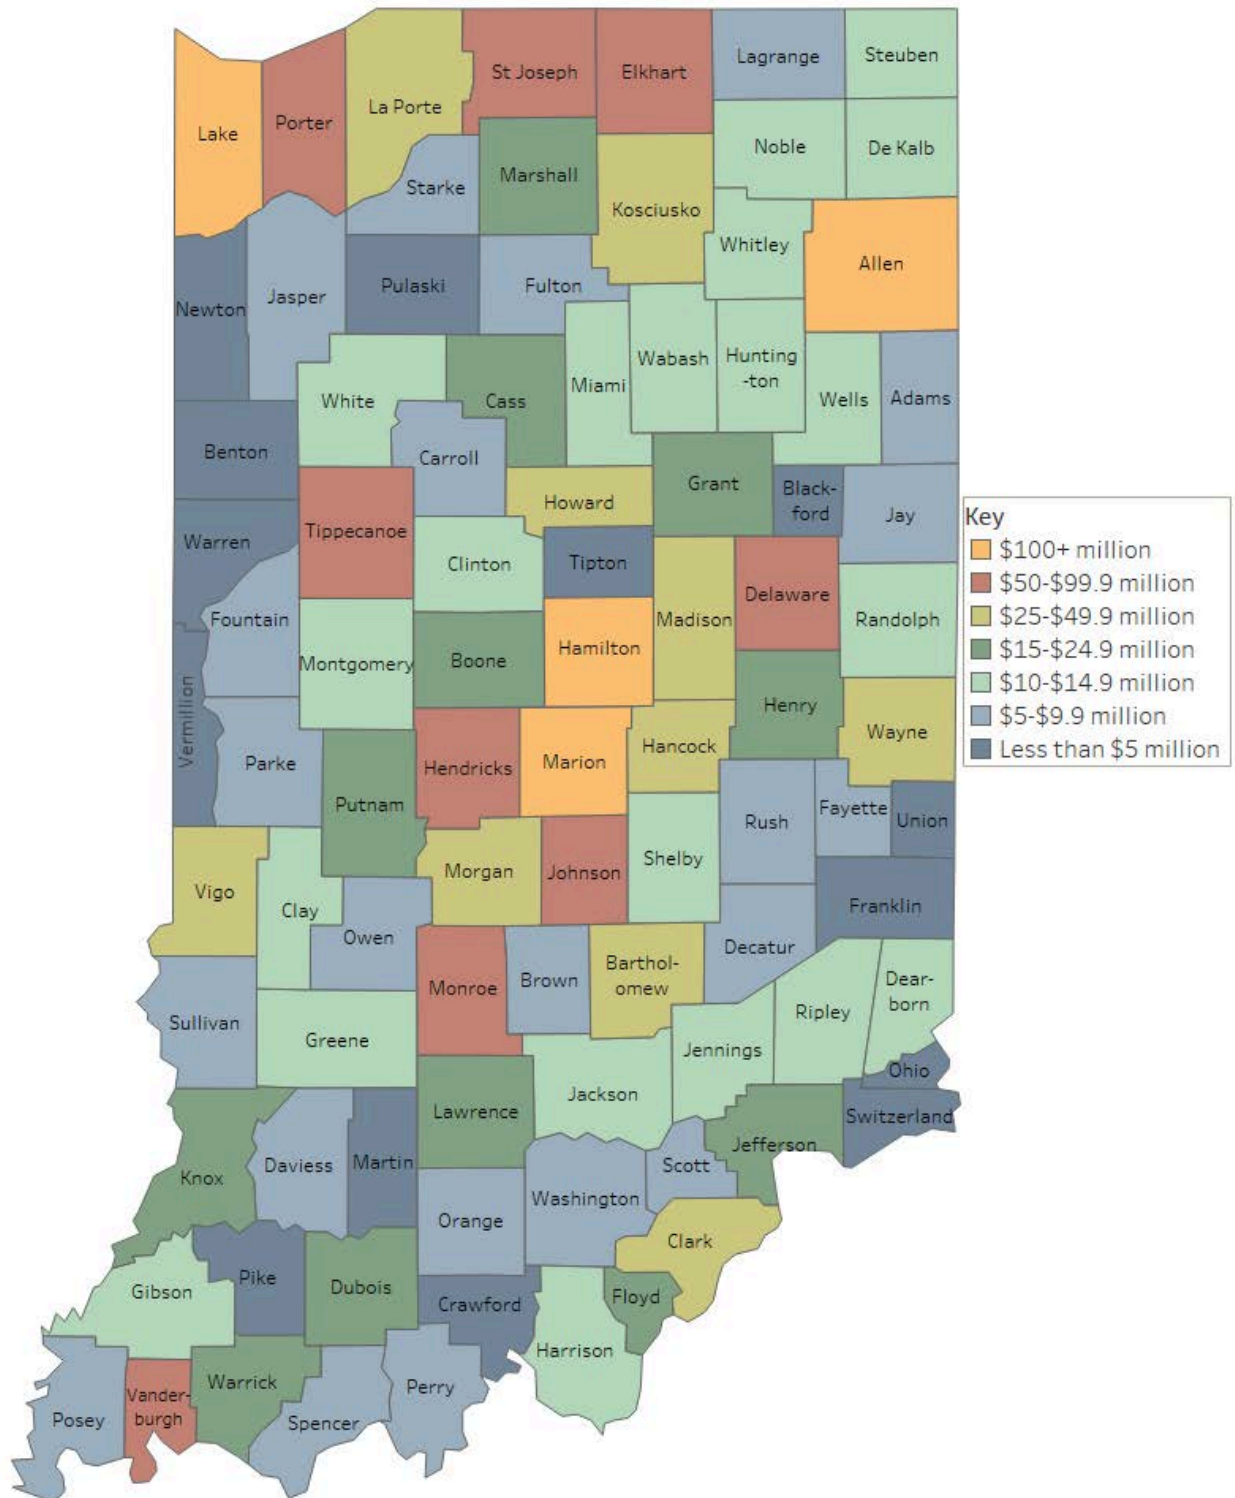 Lagrange
Steuben
St Joseph
Elkhart
La Porte
Lake
Porter
Noble
De Kalb
Starke
Marshall
Kosciusko
Whitley
Allen
Newton
Jasper
Pulaski
Fulton
White
Cass
Miami
Wabash
Hunting
-ton
Wells
Adams
Benton
Carroll
Grant
Black-
ford
Jay
Howard
Warren
Tippecanoe
Clinton
Tipton
Madison
Delaware
Randolph
Fountain
Montgomery
Boone
Hamilton
Henry
Vermillion
Parke
Putnam
Hendricks
Marion
Hancock
Wayne
Rush
Fayette
Union
Vigo
Clay
Owen
Morgan
Johnson
Shelby
Franklin
Decatur
Sullivan
Greene
Monroe
Brown
Barthol-
omew
Jennings
Ripley
Dear-
born
Ohio
Switzerland
Jackson
Lawrence
Jefferson
Knox
Daviess
Martin
Orange
Washington
Scott
Clark
Gibson
Pike
Dubois
Crawford
Floyd
Harrison
Posey
Vander-
burgh
Warrick
Spencer
Perry
Key
$100+ million
$50-$99.9 million
$25-$49.9 million
$15-$24.9 million
$10-$14.9 million
$5-$9.9 million
Less than $5 million